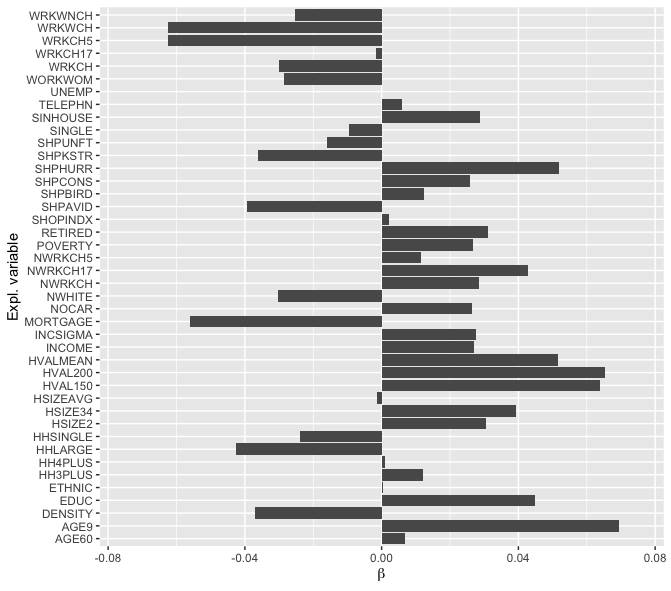 WRKWNCH
WRKWCH
WRKCH5
WRKCH17
WRKCH
WORKWOM
UNEMP
TELEPHN
SINHOUSE
SINGLE
SHPUNFT
SHPKSTR
SHPHURR
SHPCONS
SHPBIRD
SHPAVID
SHOPINDX
RETIRED
POVERTY
NWRKCH5
NWRKCH17
NWRKCH
NWHITE
NOCAR
MORTGAGE
INCSIGMA
INCOME
HVALMEAN
HVAL200
HVAL150
HSIZEAVG
HSIZE34
HSIZE2
HHSINGLE
HHLARGE
HH4PLUS
HH3PLUS
ETHNIC
EDUC
DENSITY
AGE9
AGE60
Expl. variable
-0.08 -0.04 0.00 0.04 0.08
β